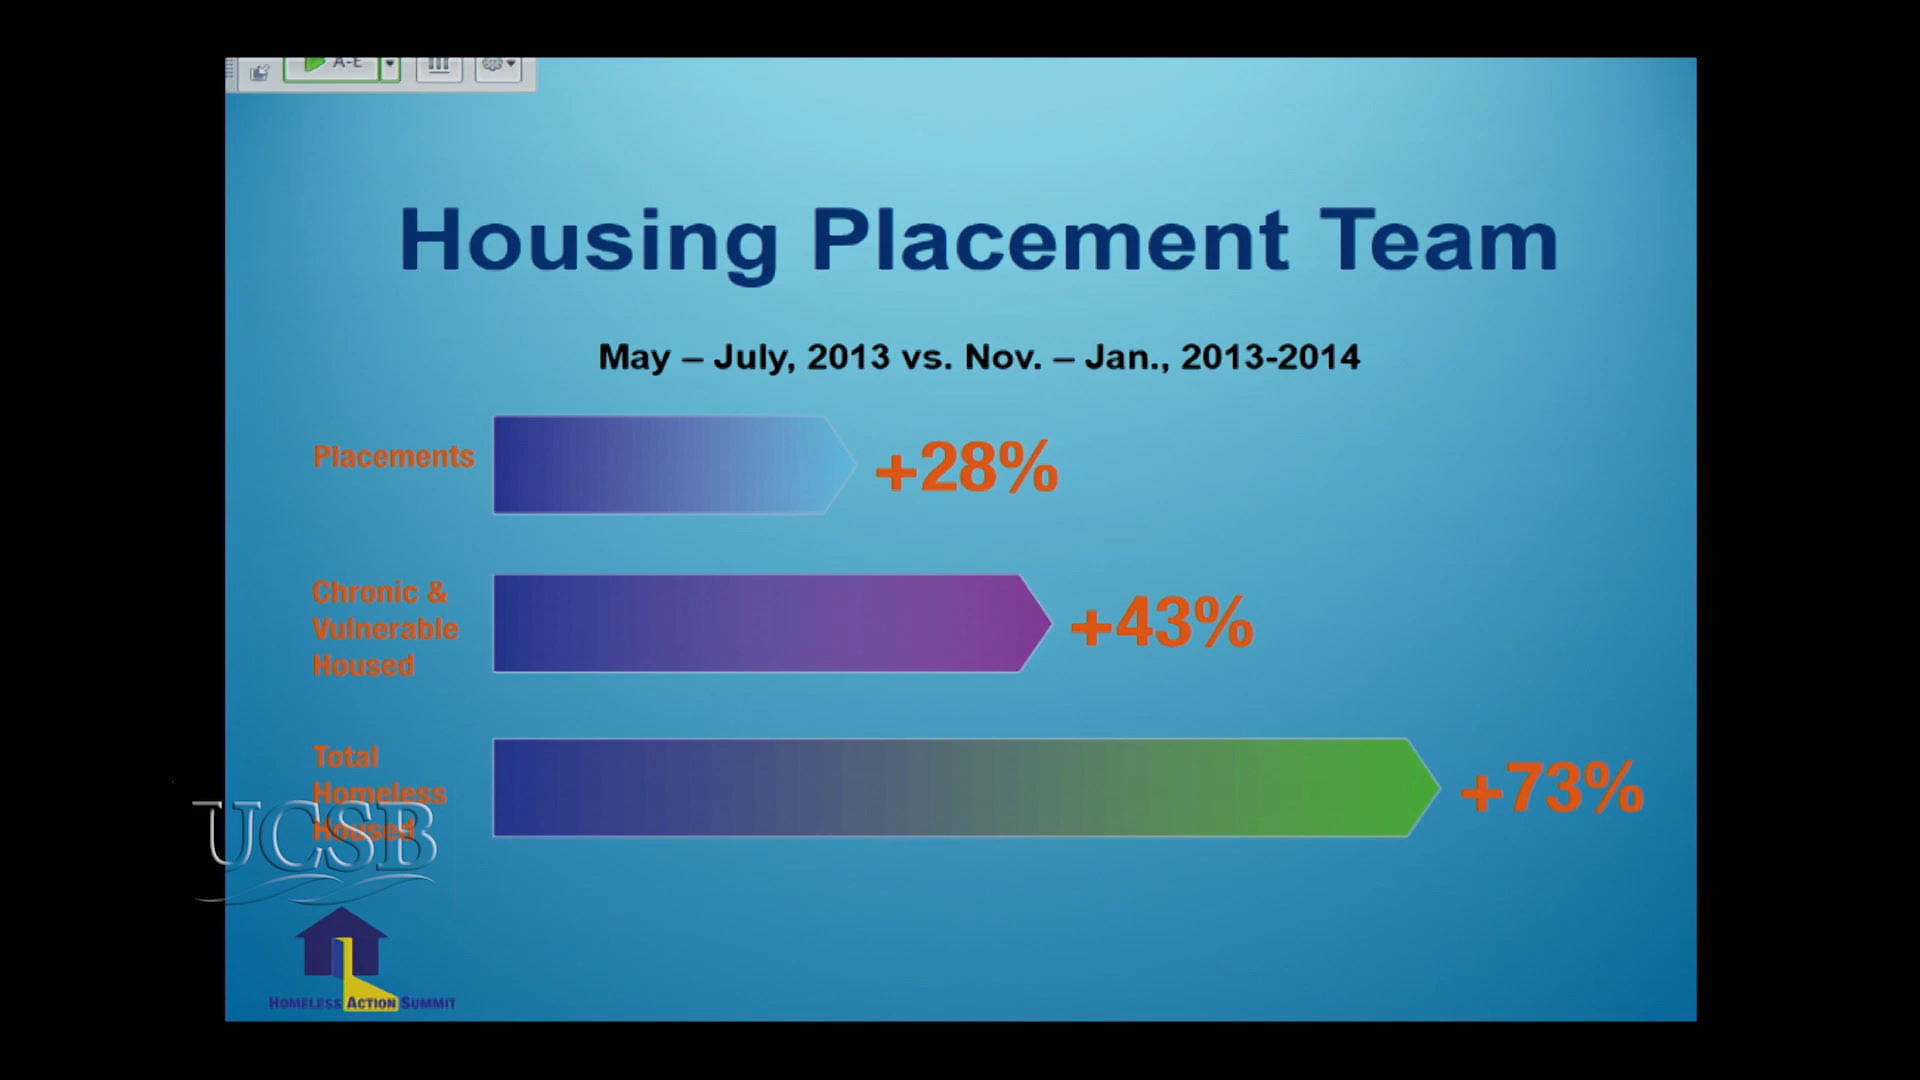 A-E
Housing Placement Team
May – July, 2013 vs. Nov. – Jan., 2013-2014
Placements
+28%
Chronic &
Vulnerable
Housed
+43%
Total
Homeless
Housed
+73%
UCSB
HOMELESS ACTION SUMMIT